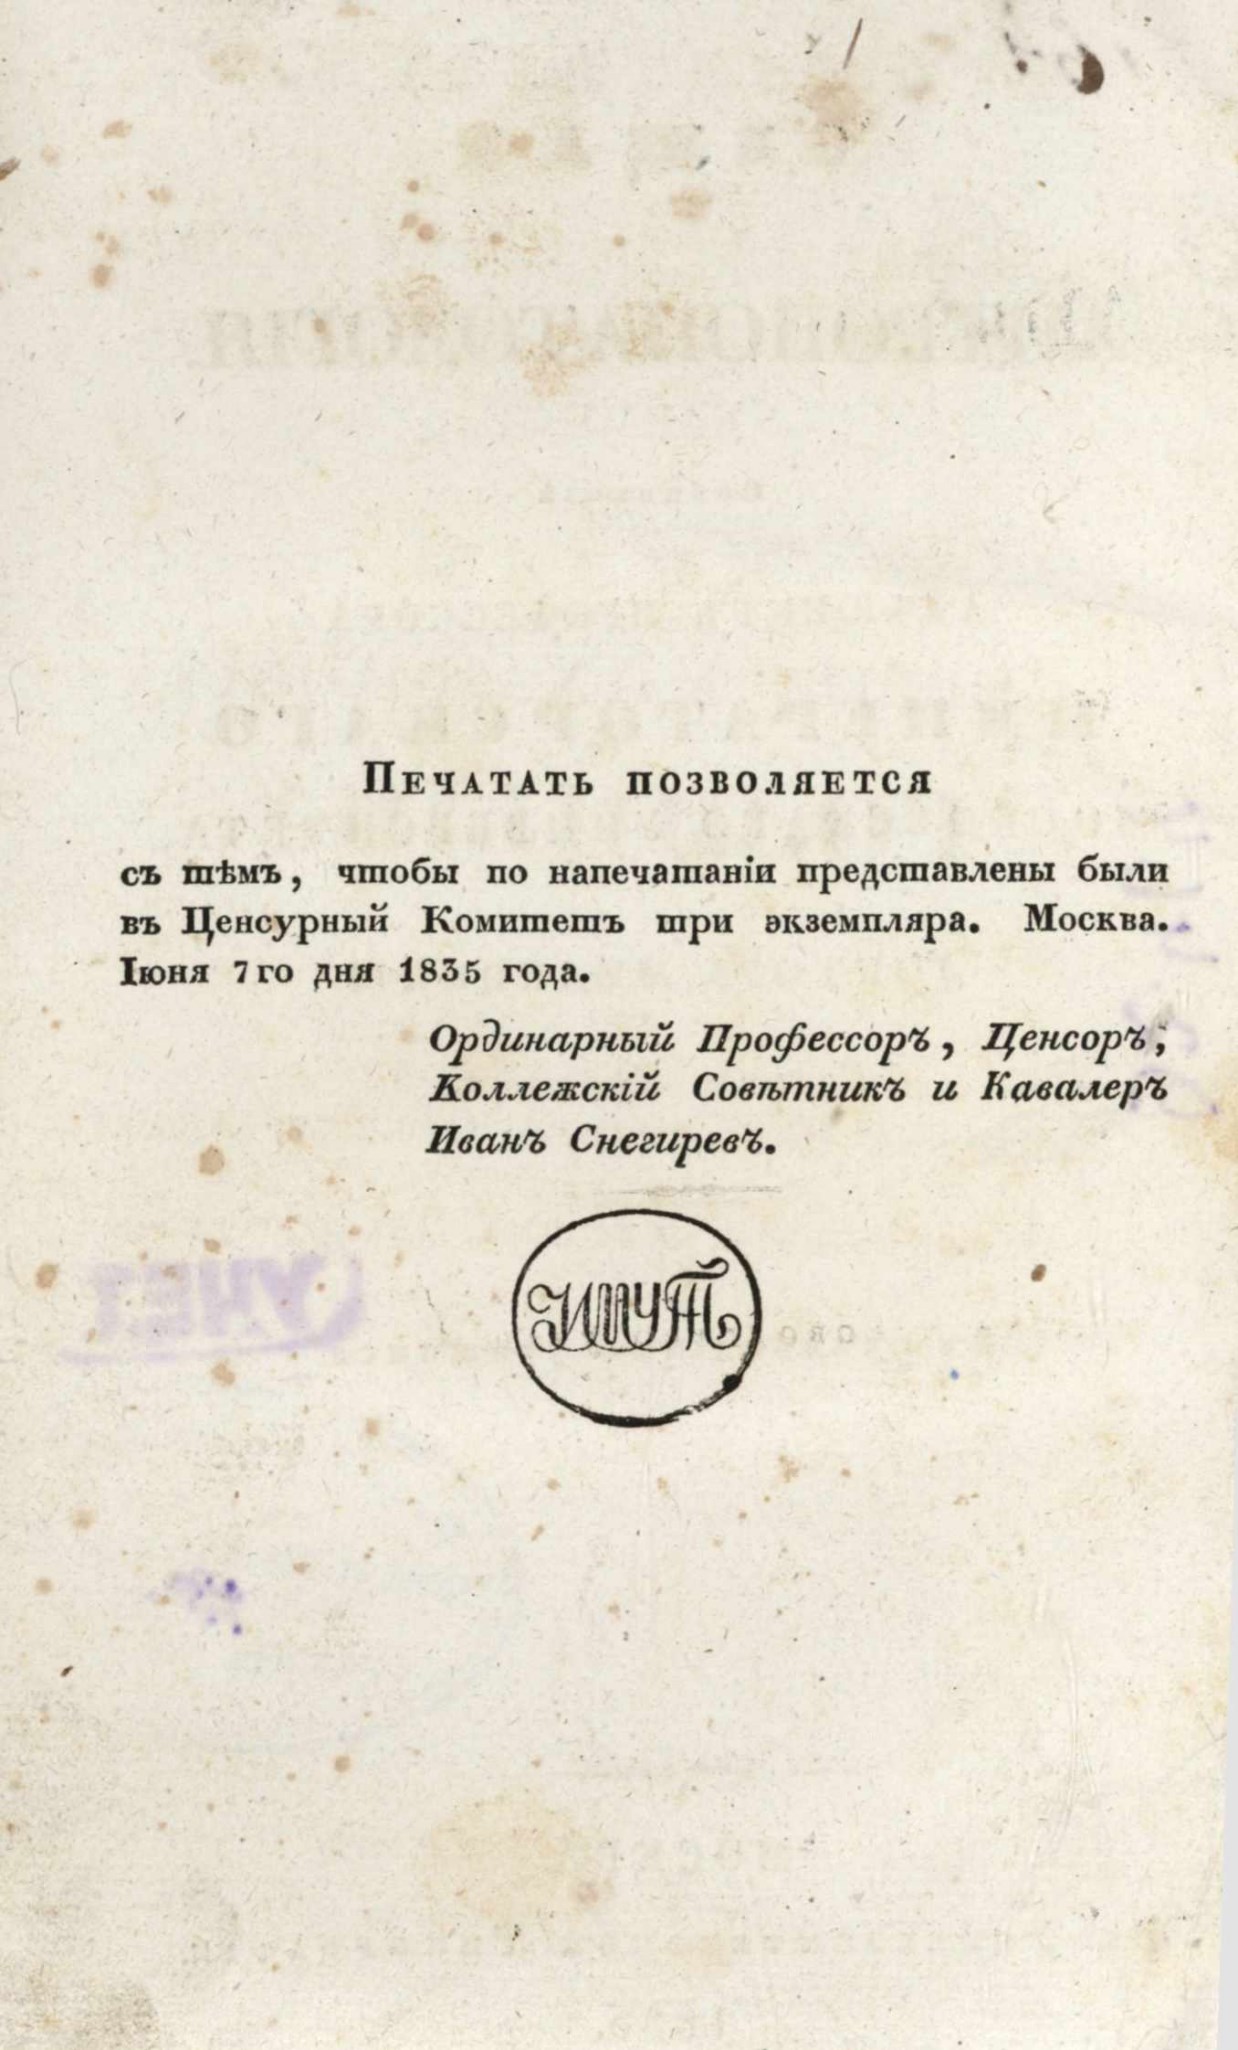 Печатать позволяется
съ тѣмъ, чтобы по напечатаніи представлены были
въ Ценсурный Комитетъ три экземпляра. Москва.
Іюня 7го дня 1835 года.
Ординарный Профессоръ, Ценсоръ,
Коллежскій Совѣтникъ и Кавалеръ
Иванъ Снегиревъ.